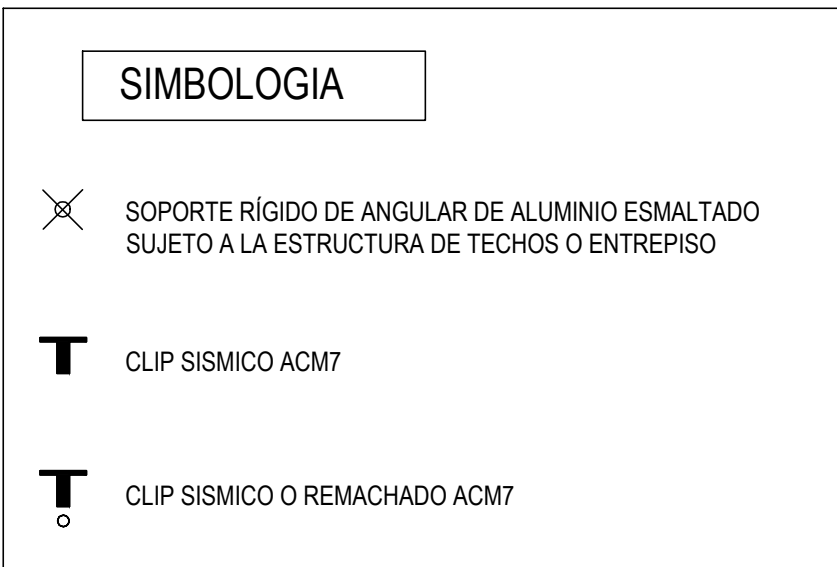 SIMBOLOGIA
SOPORTE RÍGIDO DE ANGULAR DE ALUMINIO ESMALTADO
SUJETO A LA ESTRUCTURA DE TECHOS O ENTREPISO
CLIP SISMICO ACM7
CLIP SISMICO O REMACHADO ACM7